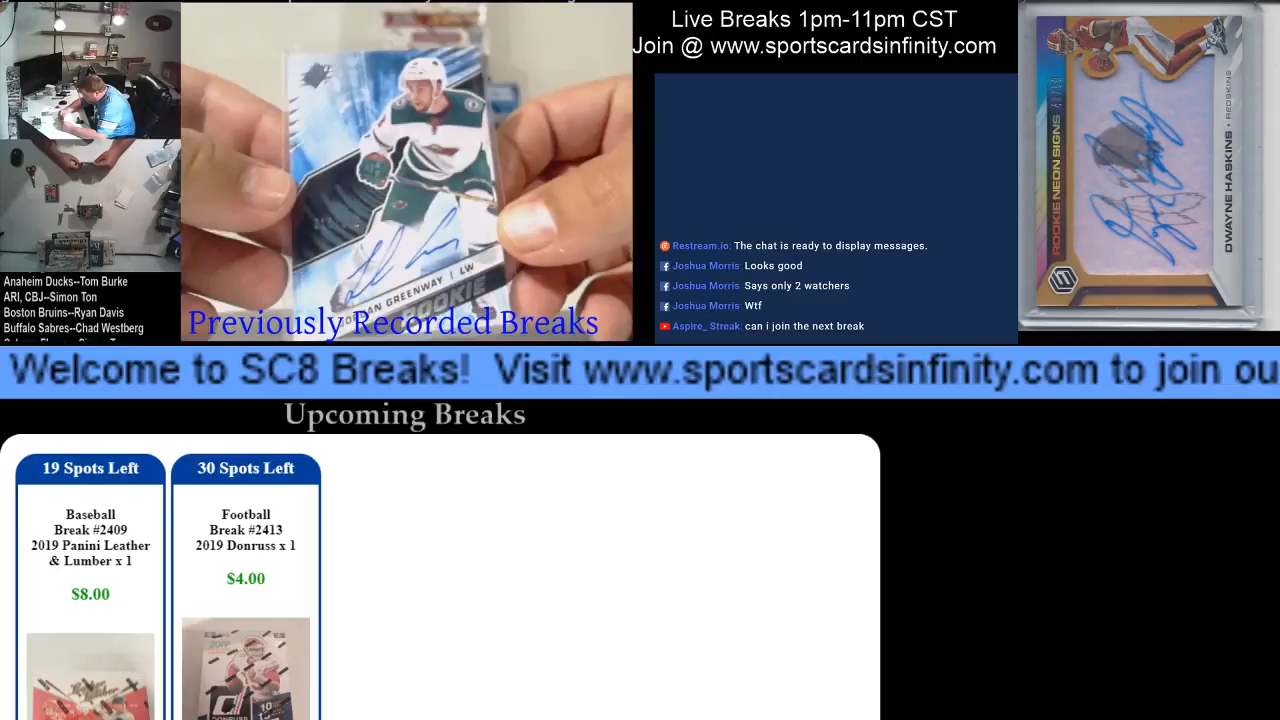 Live Breaks 1pm-11pm CST
Join @ www.sportscardsinfinity.com
Anaheim Ducks--Tom Burke
ARI, CBJ--Simon Ton
Boston Bruins--Ryan Davis
Buffalo Sabres--Chad Westberg
GREENWAY | LW
ROOKIE
Previously Recorded Breaks
Restream.io: The chat is ready to display messages.
Joshua Morris: Looks good
Joshua Morris: Says only 2 watchers
Joshua Morris: Wtf
Aspire_ Streak: can i join the next break
ROOKIE NEON SIGNS
DWAYNE HASKINS • REDSKINS
Welcome to SC8 Breaks! Visit www.sportscardsinfinity.com to join ou
Upcoming Breaks
19 Spots Left
Baseball
Break #2409
2019 Panini Leather
& Lumber x 1
$8.00
30 Spots Left
Football
Break #2413
2019 Donruss x 1
$4.00
DONRUSS
10